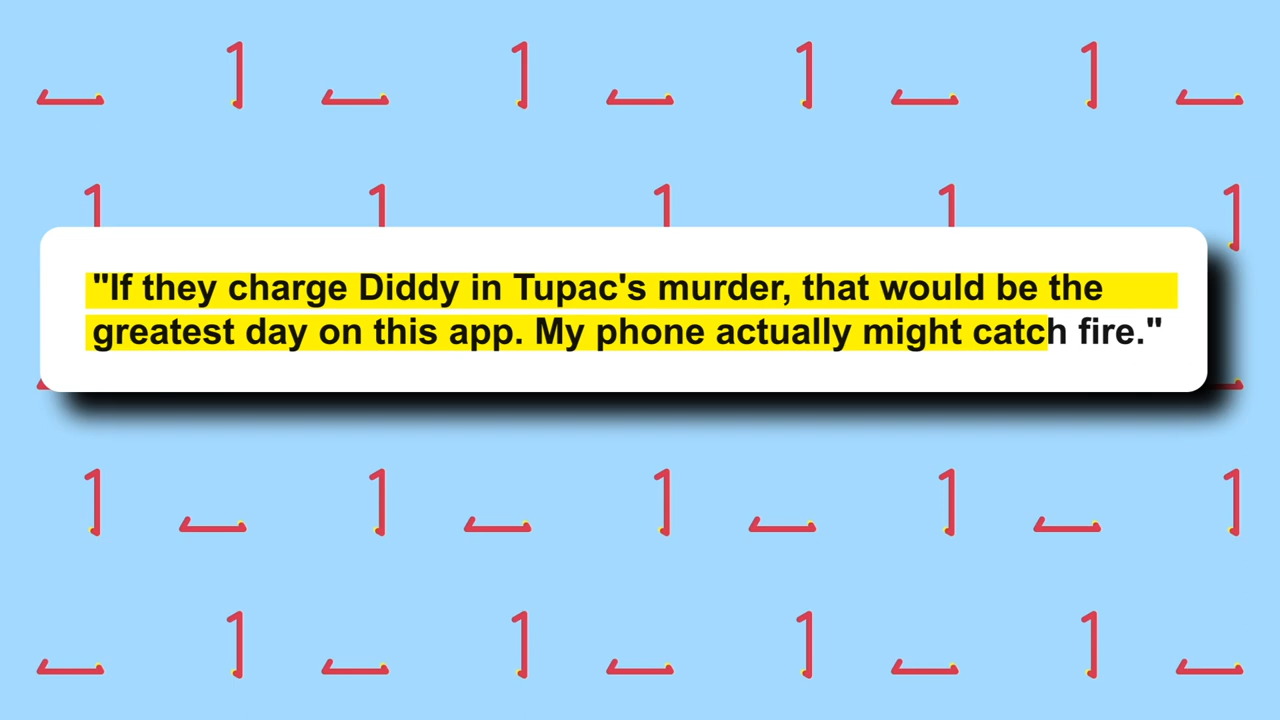 "If they charge Diddy in Tupac's murder, that would be the
greatest day on this app. My phone actually might catch fire."